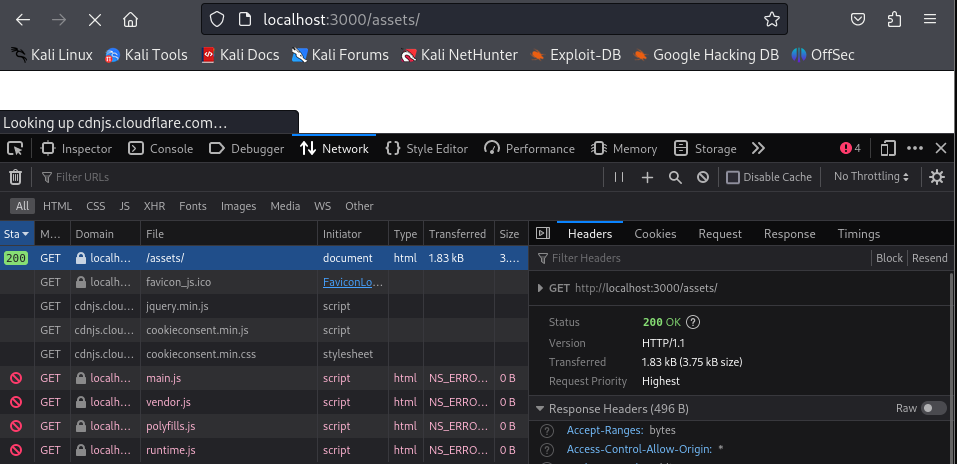 localhost:3000/assets/
Kali Linux Kali Tools Kali Docs Kali Forums Kali NetHunter Exploit-DB Google Hacking DB OffSec
Looking up cdnjs.cloudflare.com…
Inspector Console Debugger Network Style Editor Performance Memory Storage 4
Filter URLs Disable Cache No Throttling
All HTML CSS JS XHR Fonts Images Media WS Other
Sta M… Domain File Initiator Type Transferred Size
200 GET localh… /assets/ document html 1.83 kB 3.…
GET localh… favicon_js.ico FaviconLo…
GET cdnjs.clou… jquery.min.js script
GET cdnjs.clou… cookieconsent.min.js script
GET cdnjs.clou… cookieconsent.min.css stylesheet
GET localh… main.js script html NS_ERRO… 0 B
GET localh… vendor.js script html NS_ERRO… 0 B
GET localh… polyfills.js script html NS_ERRO… 0 B
GET localh… runtime.js script html NS_ERRO… 0 B
Headers Cookies Request Response Timings
Filter Headers Block Resend
GET http://localhost:3000/assets/
Status 200 OK ?
Version HTTP/1.1
Transferred 1.83 kB (3.75 kB size)
Request Priority Highest
Response Headers (496 B) Raw
? Accept-Ranges: bytes
? Access-Control-Allow-Origin: *